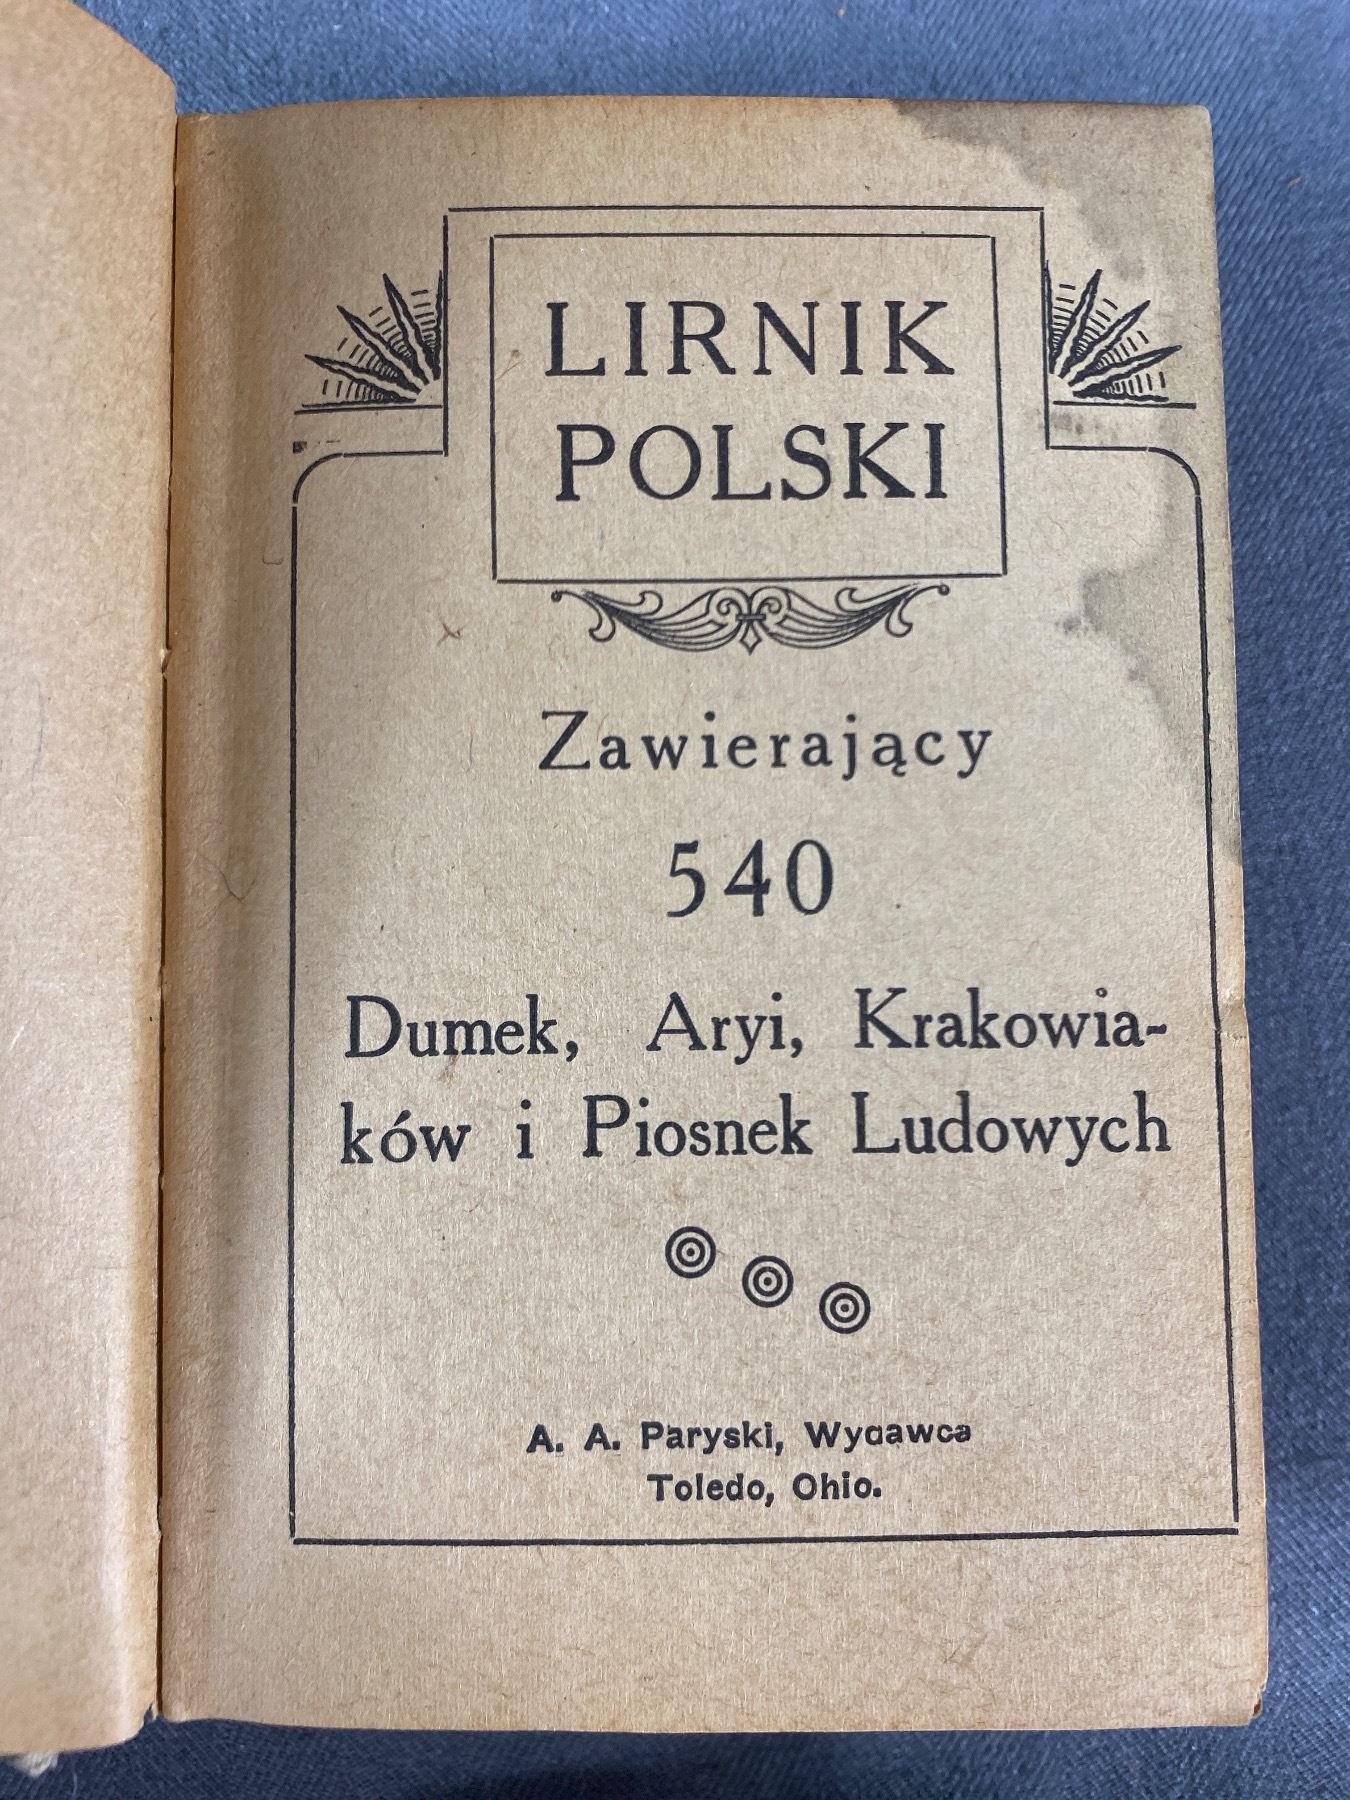 LIRNIK
POLSKI
Zawierający
540
Dumek, Aryi, Krakowia-
ków i Piosnek Ludowych
A. A. Paryski, Wydawca
Toledo, Ohio.